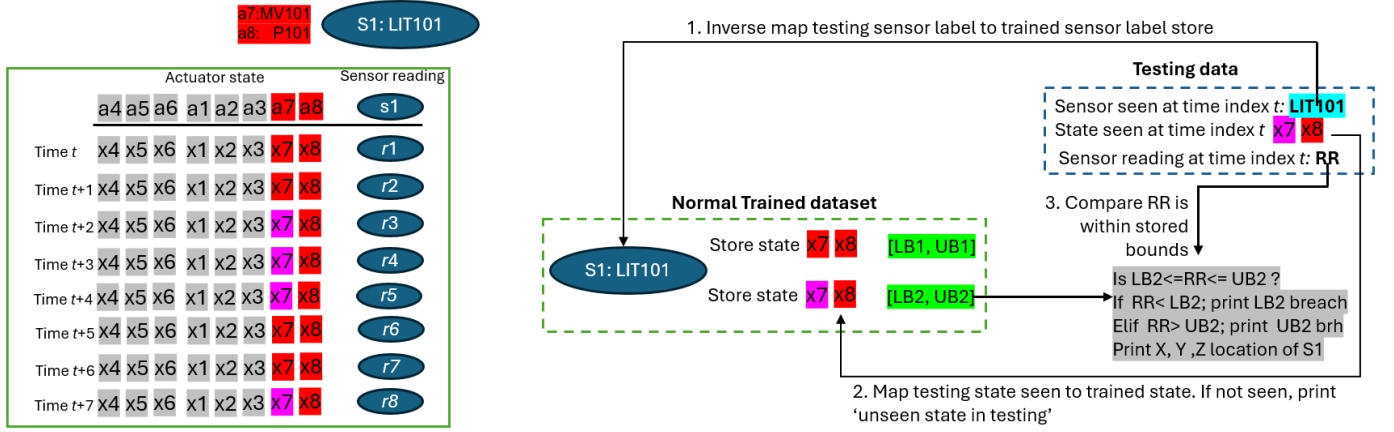 a7:MV101
a8: P101
S1: LIT101
Actuator state
Sensor reading
a4 a5 a6 a1 a2 a3 a7 a8 s1
Time t x4 x5 x6 x1 x2 x3 x7 x8 r1
Time t+1 x4 x5 x6 x1 x2 x3 x7 x8 r2
Time t+2 x4 x5 x6 x1 x2 x3 x7 x8 r3
Time t+3 x4 x5 x6 x1 x2 x3 x7 x8 r4
Time t+4 x4 x5 x6 x1 x2 x3 x7 x8 r5
Time t+5 x4 x5 x6 x1 x2 x3 x7 x8 r6
Time t+6 x4 x5 x6 x1 x2 x3 x7 x8 r7
Time t+7 x4 x5 x6 x1 x2 x3 x7 x8 r8
1. Inverse map testing sensor label to trained sensor label store
Testing data
Sensor seen at time index t: LIT101
State seen at time index t x7 x8
Sensor reading at time index t: RR
Normal Trained dataset
S1: LIT101
Store state x7 x8 [LB1, UB1]
Store state x7 x8 [LB2, UB2]
3. Compare RR is
within stored
bounds
Is LB2<=RR<= UB2 ?
If RR< LB2; print LB2 breach
Elif RR> UB2; print UB2 brh
Print X, Y ,Z location of S1
2. Map testing state seen to trained state. If not seen, print
‘unseen state in testing’